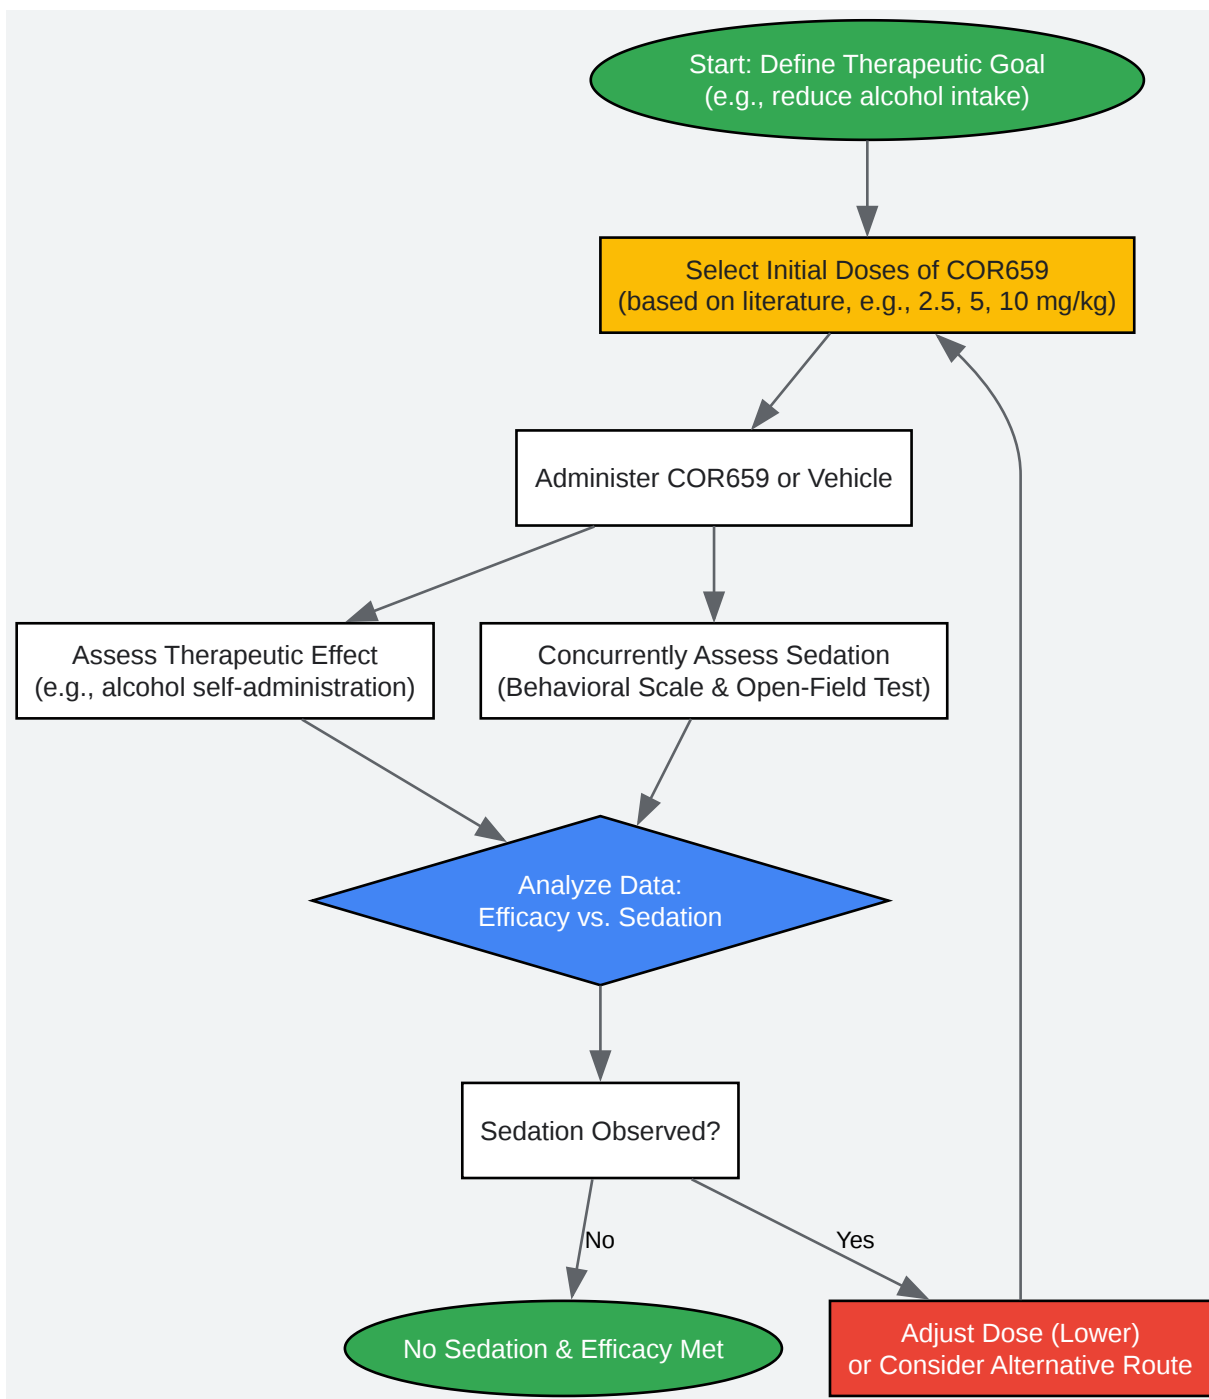 Start: Define Therapeutic Goal
(e.g., reduce alcohol intake)
Select Initial Doses of COR659
(based on literature, e.g., 2.5, 5, 10 mg/kg)
Administer COR659 or Vehicle
Assess Therapeutic Effect
(e.g., alcohol self-administration)
Concurrently Assess Sedation
(Behavioral Scale & Open-Field Test)
Analyze Data:
Efficacy vs. Sedation
Sedation Observed?
No
Yes
No Sedation & Efficacy Met
Adjust Dose (Lower)
or Consider Alternative Route